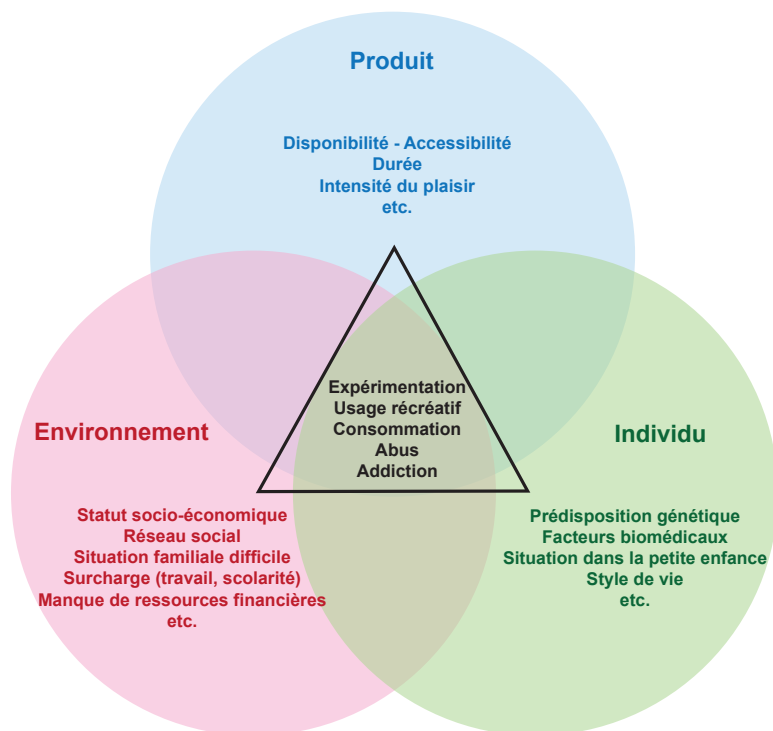 Produit
Disponibilité - Accessibilité
Durée
Intensité du plaisir
etc.
Expérimentation
Usage récréatif
Consommation
Abus
Addiction
Environnement
Statut socio-économique
Réseau social
Situation familiale difficile
Surcharge (travail, scolarité)
Manque de ressources financières
etc.
Individu
Prédisposition génétique
Facteurs biomédicaux
Situation dans la petite enfance
Style de vie
etc.